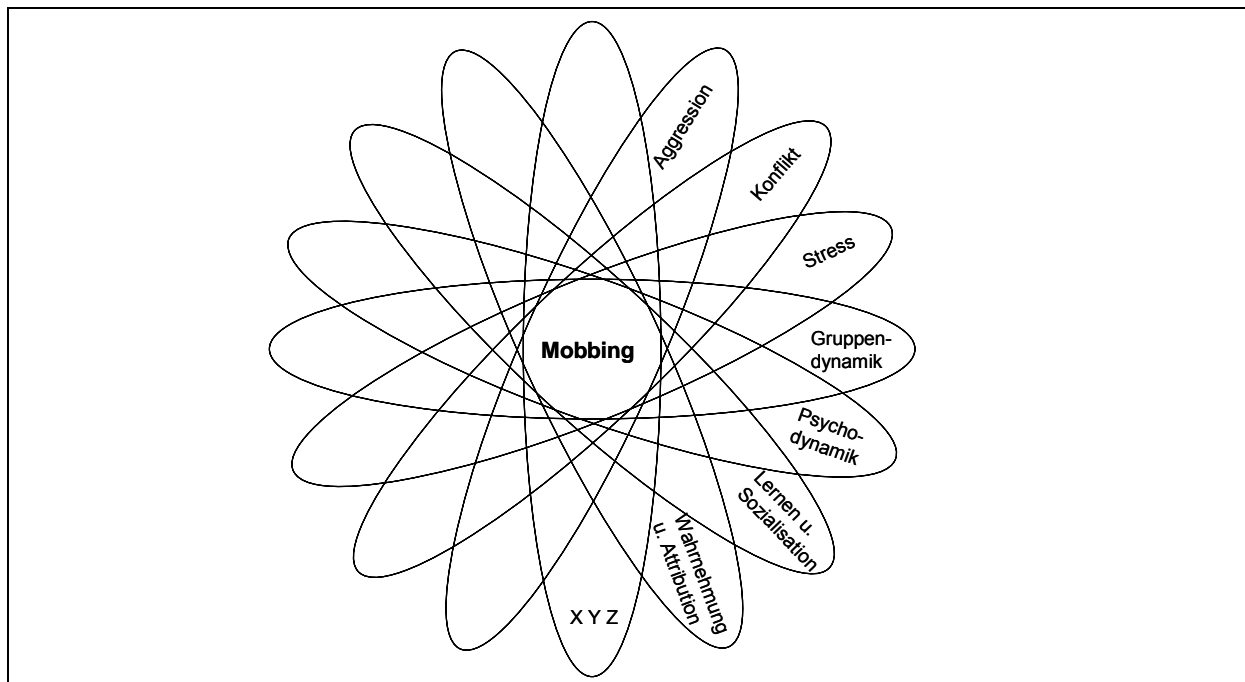 Aggression
Konflikt
Stress
Gruppen-
dynamik
Mobbing
Psycho-
dynamik
Lernen u.
Sozialisation
Wahrnehmung
u. Attribution
X Y Z